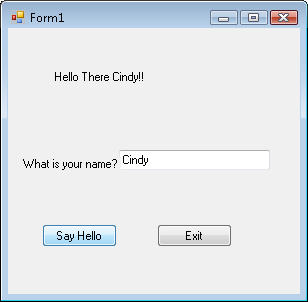 Form1
Hello There Cindy!!
What is your name? Cindy
Say Hello Exit